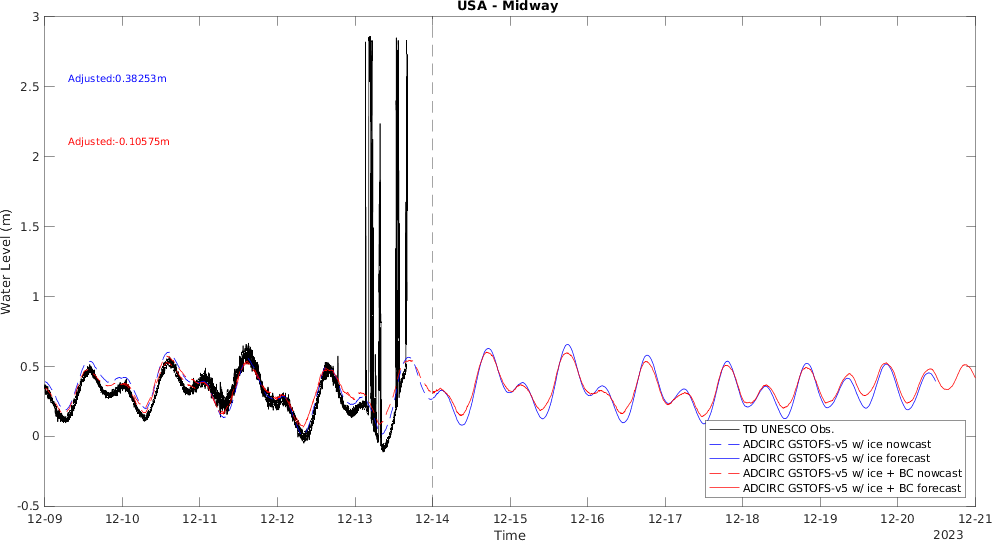 USA - Midway
3
2.5
2
1.5
1
0.5
0
-0.5
Water Level (m)
Adjusted:0.38253m
Adjusted:-0.10575m
TD UNESCO Obs.
ADCIRC GSTOFS-v5 w/ ice nowcast
ADCIRC GSTOFS-v5 w/ ice forecast
ADCIRC GSTOFS-v5 w/ ice + BC nowcast
ADCIRC GSTOFS-v5 w/ ice + BC forecast
12-09 12-10 12-11 12-12 12-13 12-14 12-15 12-16 12-17 12-18 12-19 12-20 12-21
Time
2023